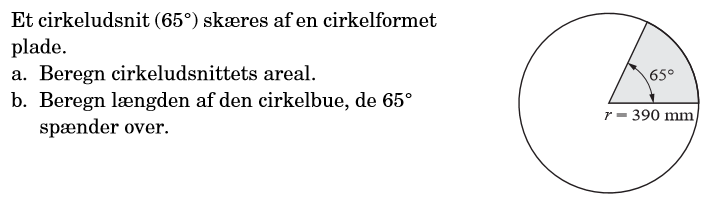 Et cirkeludsnit (65°) skæres af en cirkelformet
plade.
a. Beregn cirkeludsnittets areal.
b. Beregn længden af den cirkelbue, de 65°
spænder over.
65°
r = 390 mm